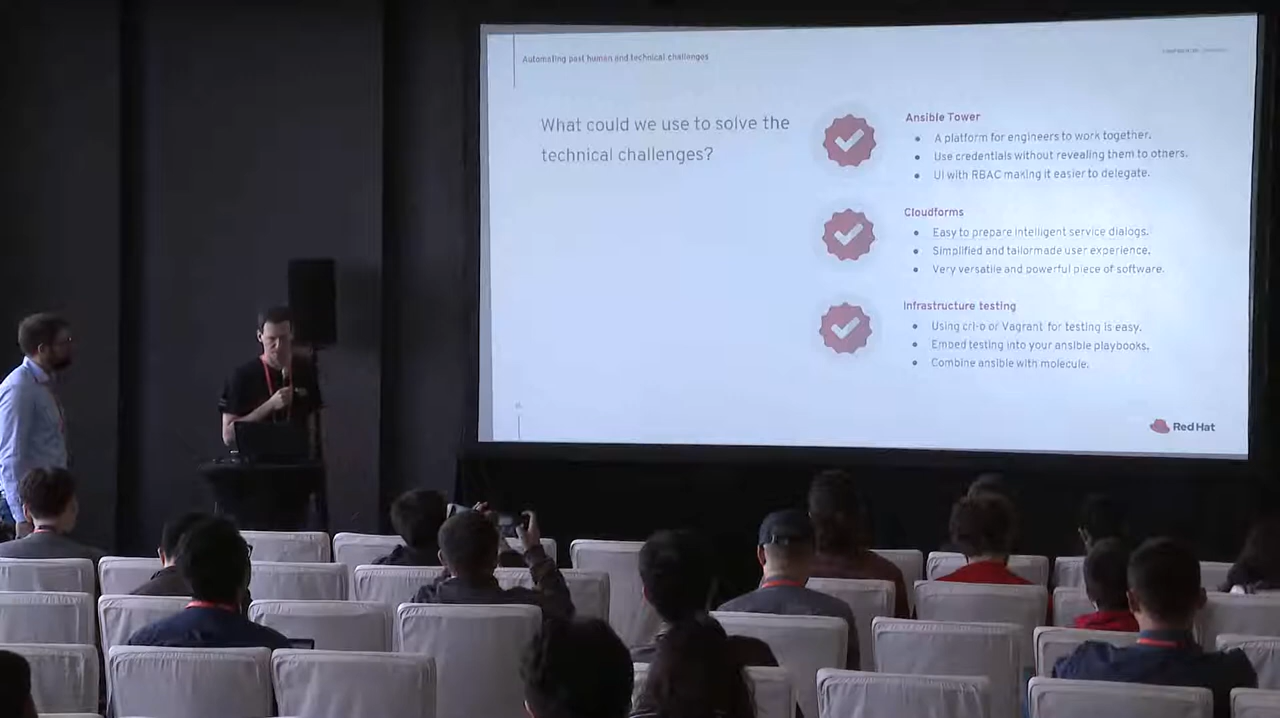 Automating past human and technical challenges
What could we use to solve the
technical challenges?
Ansible Tower
• A platform for engineers to work together.
• Use credentials without revealing them to others.
• UI with RBAC making it easier to delegate.
Cloudforms
• Easy to prepare intelligent service dialogs.
• Simplified and tailormade user experience.
• Very versatile and powerful piece of software.
Infrastructure testing
• Using cri-o or Vagrant for testing is easy.
• Embed testing into your ansible playbooks.
• Combine ansible with molecule.
Red Hat